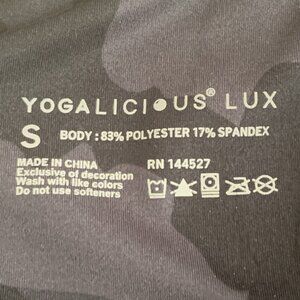 YOGALICIOUS® LUX
S BODY : 83% POLYESTER 17% SPANDEX
MADE IN CHINA RN 144527
Exclusive of decoration
Wash with like colors
Do not use softeners